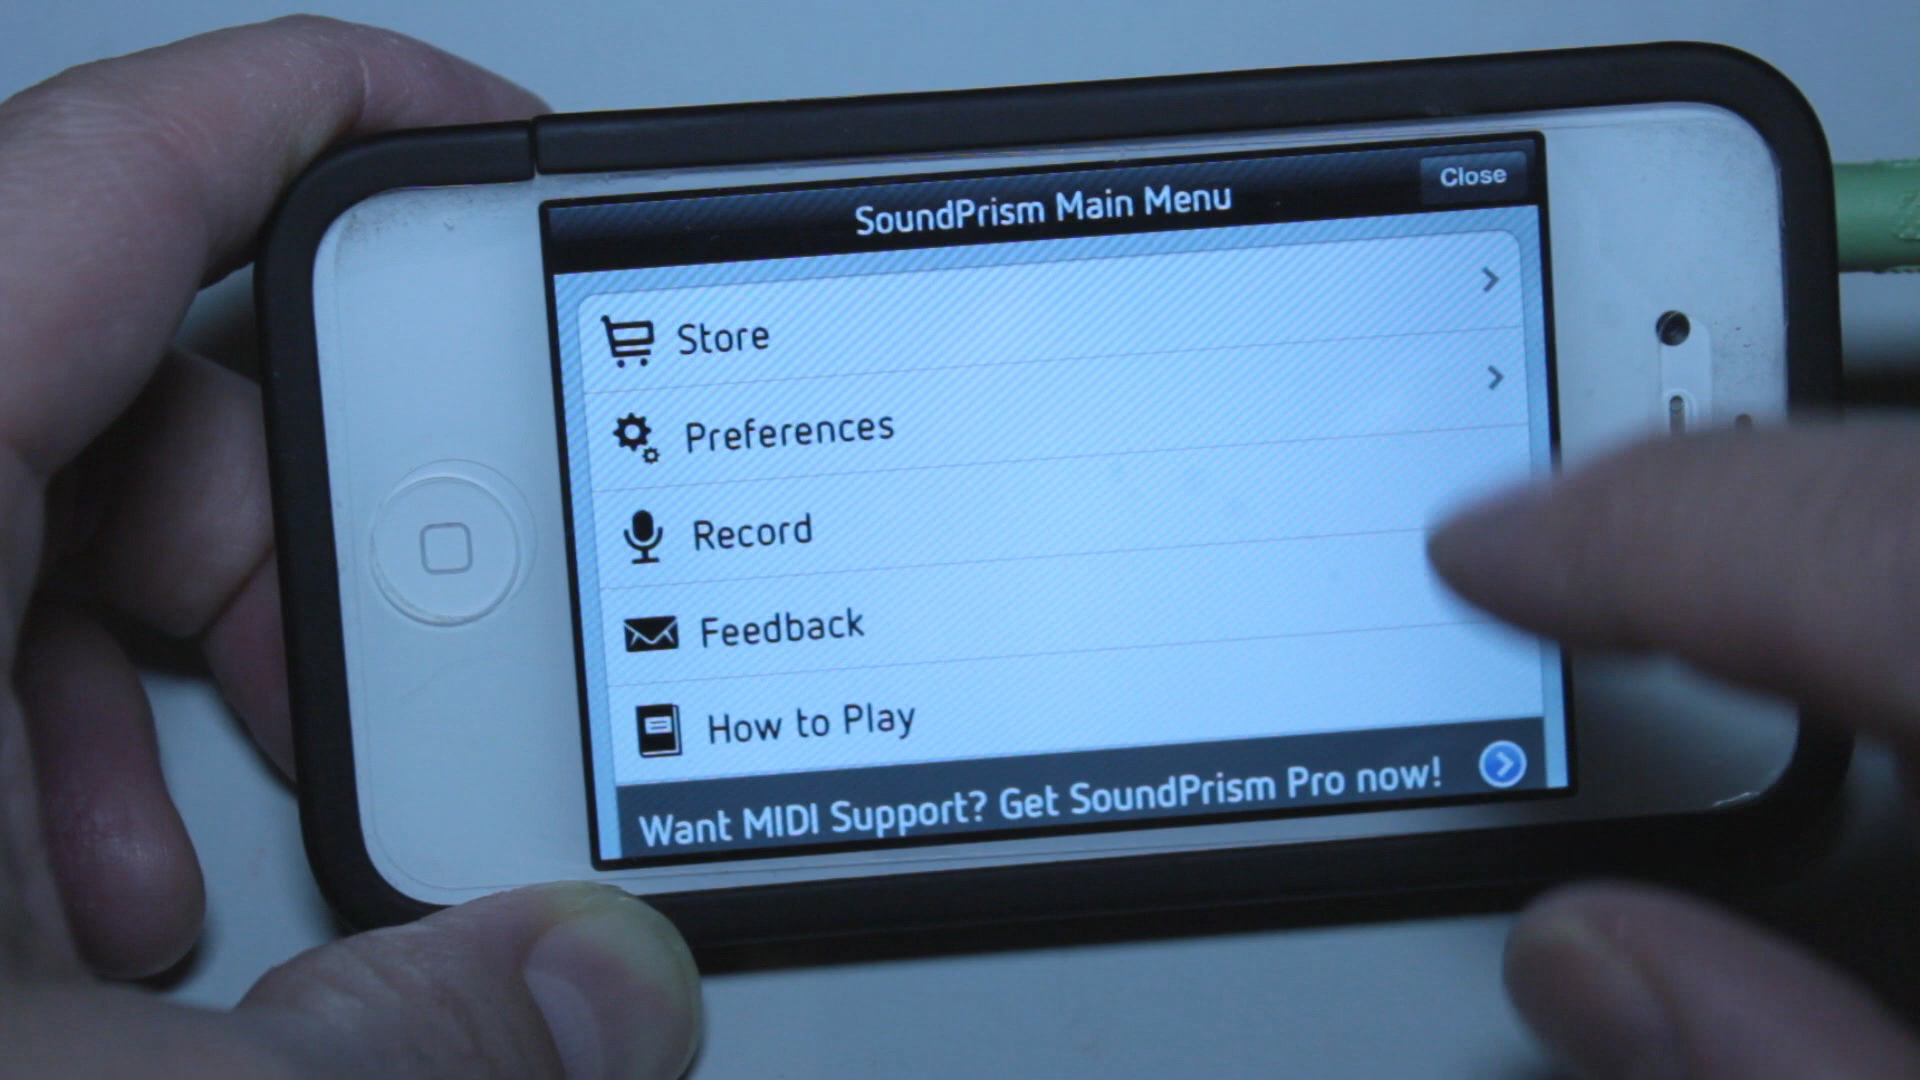 SoundPrism Main Menu
Close
Store
Preferences
Record
Feedback
How to Play
Want MIDI Support? Get SoundPrism Pro now!